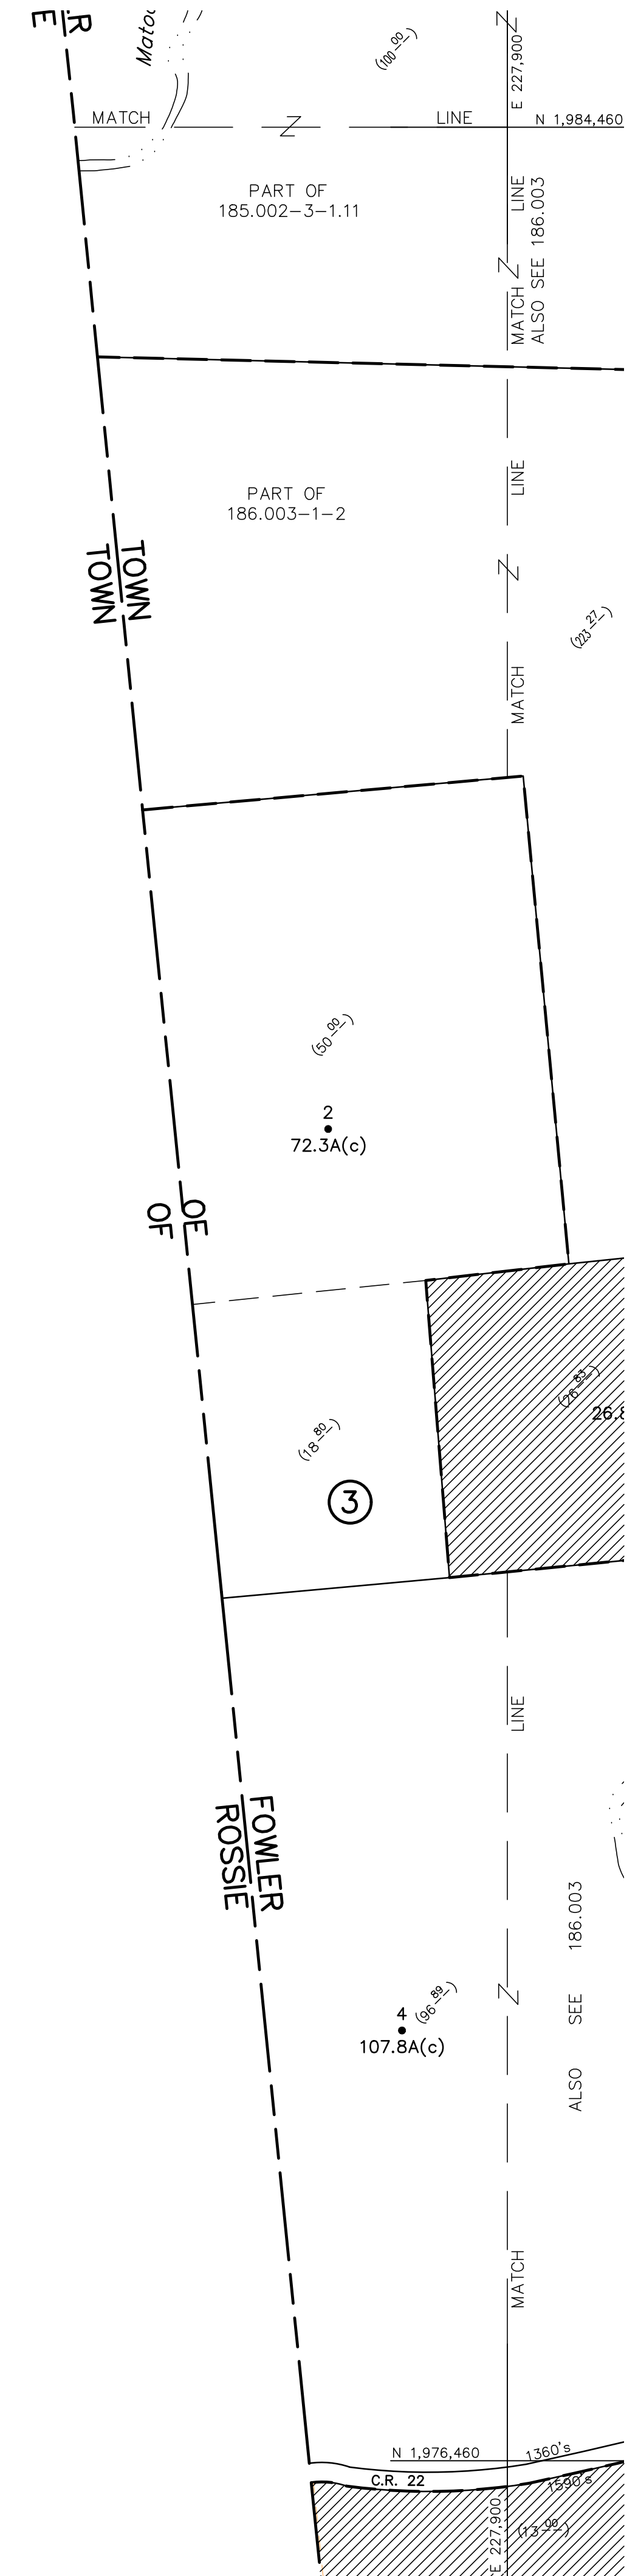 (100 00)
E 227,900
MATCH LINE
N 1,984,460
PART OF
185.002-3-1.11
MATCH LINE
ALSO SEE 186.003
PART OF
186.003-1-2
LINE
TOWN
TOWN
(223 27)
MATCH
(50 00)
2
72.3A(c)
OF
OF
(26 83)
(18 80)
3
LINE
FOWLER
ROSSIE
ALSO SEE 186.003
4
(96 89)
107.8A(c)
MATCH
N 1,976,460
1360's
C.R. 22
1590's
E 227,900
(13 00)